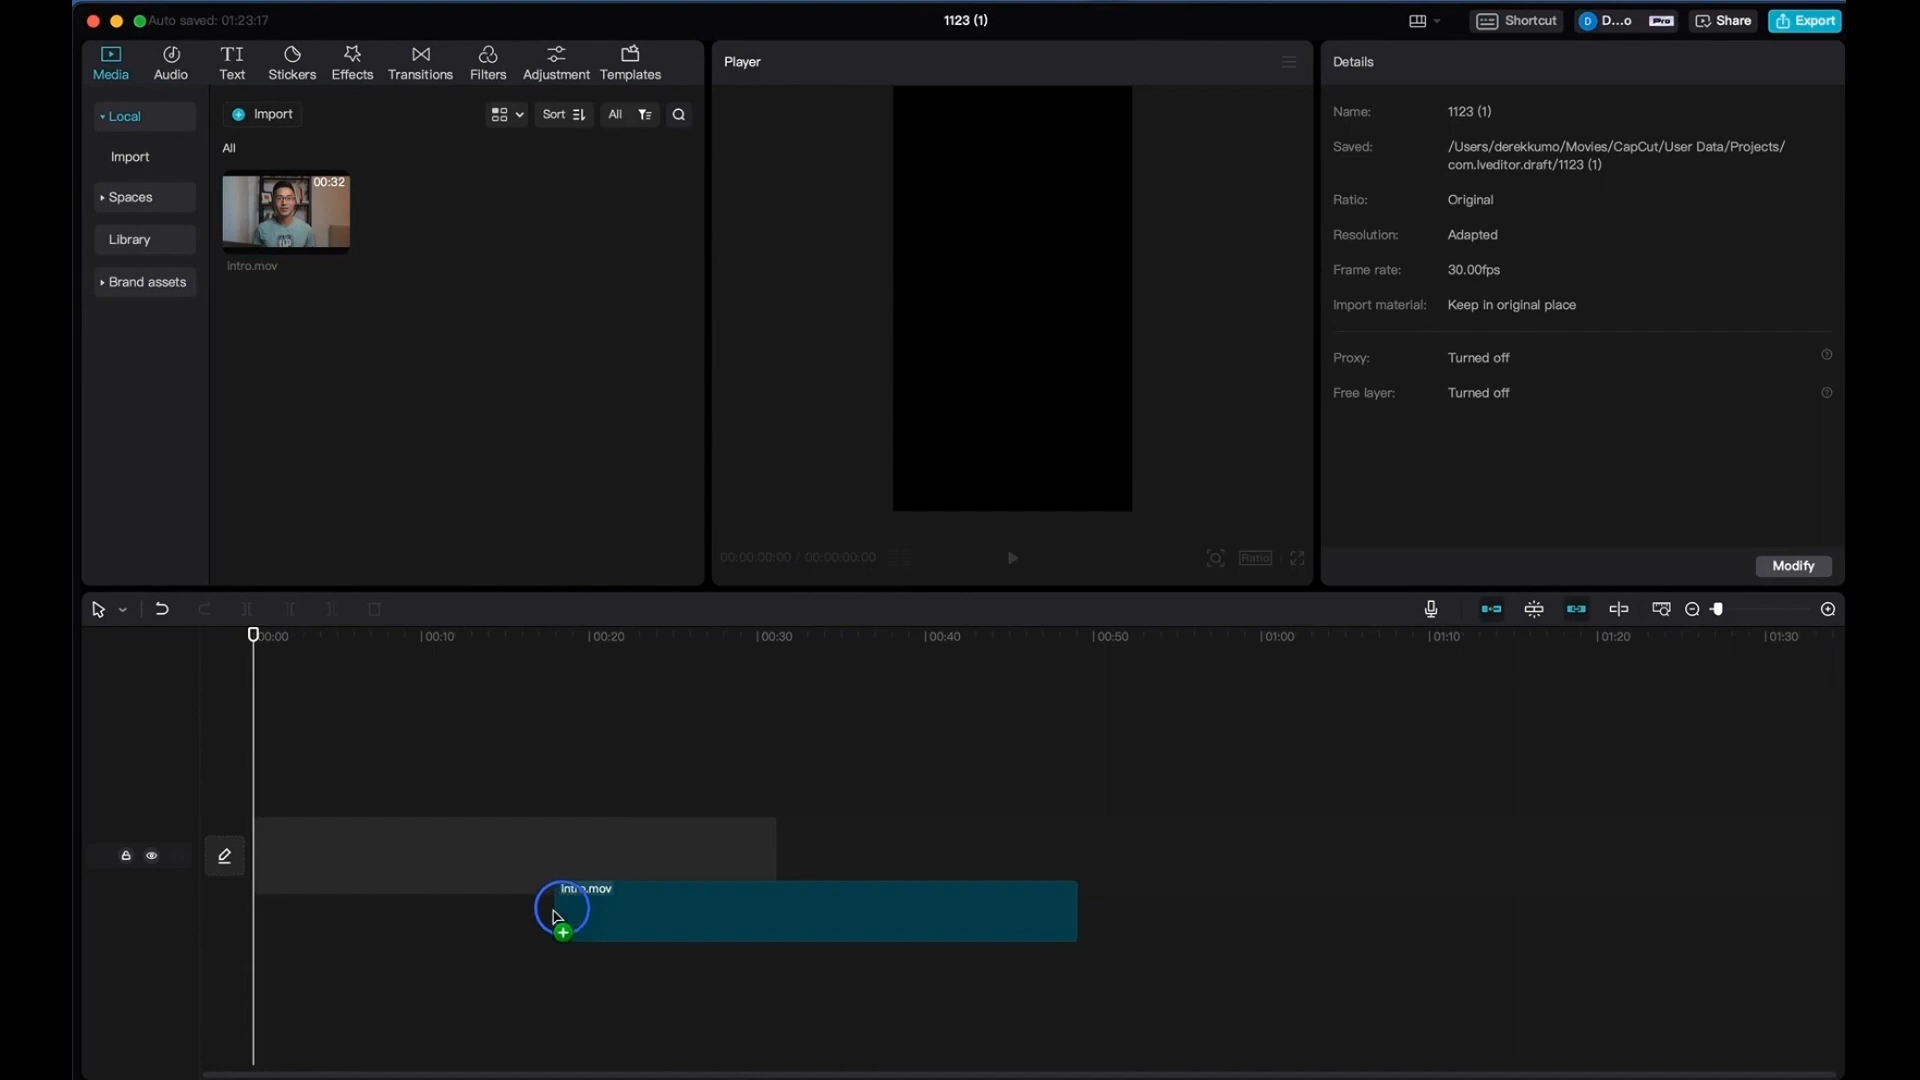 Auto saved: 01:23:17
1123 (1)
Shortcut
D
D...o
Pro
Share
Export
Media
Audio
TI
Text
Stickers
Effects
Transitions
Filters
Adjustment
Templates
Player
Details
Local
Import
Spaces
Library
Brand assets
Import
Sort
All
All
00:32
intro.mov
Name:
1123 (1)
Saved:
/Users/derekkumo/Movies/CapCut/User Data/Projects/
com.lveditor.draft/1123 (1)
Ratio:
Original
Resolution:
Adapted
Frame rate:
30.00fps
Import material:
Keep in original place
Proxy:
Turned off
Free layer:
Turned off
Modify
00:00:00:00 / 00:00:00:00
Ratio
00:00
00:10
00:20
00:30
00:40
00:50
01:00
01:10
01:20
01:30
intro.mov